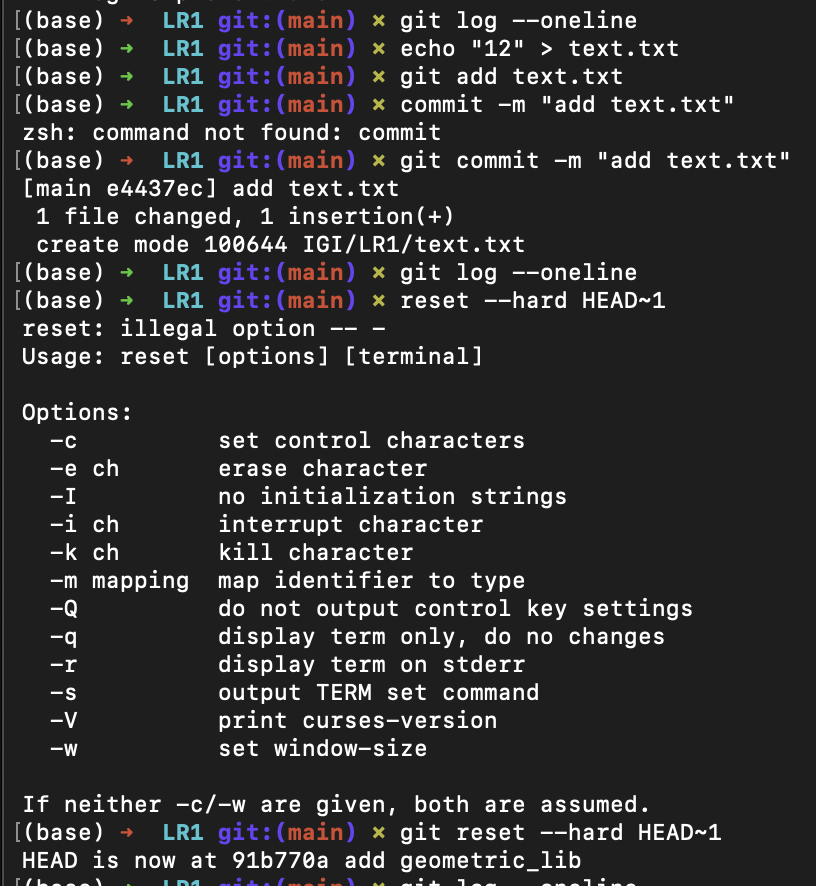 [(base) → LR1 git:(main) × git log --oneline
[(base) → LR1 git:(main) × echo "12" > text.txt
[(base) → LR1 git:(main) × git add text.txt
[(base) → LR1 git:(main) × commit -m "add text.txt"
zsh: command not found: commit
[(base) → LR1 git:(main) × git commit -m "add text.txt"
[main e4437ec] add text.txt
 1 file changed, 1 insertion(+)
 create mode 100644 IGI/LR1/text.txt
[(base) → LR1 git:(main) × git log --oneline
[(base) → LR1 git:(main) × reset --hard HEAD~1
reset: illegal option -- -
Usage: reset [options] [terminal]

Options:
  -c          set control characters
  -e ch       erase character
  -I          no initialization strings
  -i ch       interrupt character
  -k ch       kill character
  -m mapping  map identifier to type
  -Q          do not output control key settings
  -q          display term only, do no changes
  -r          display term on stderr
  -s          output TERM set command
  -V          print curses-version
  -w          set window-size

If neither -c/-w are given, both are assumed.
[(base) → LR1 git:(main) × git reset --hard HEAD~1
HEAD is now at 91b770a add geometric_lib
[(base) → LR1 git:(main) × git log --oneline